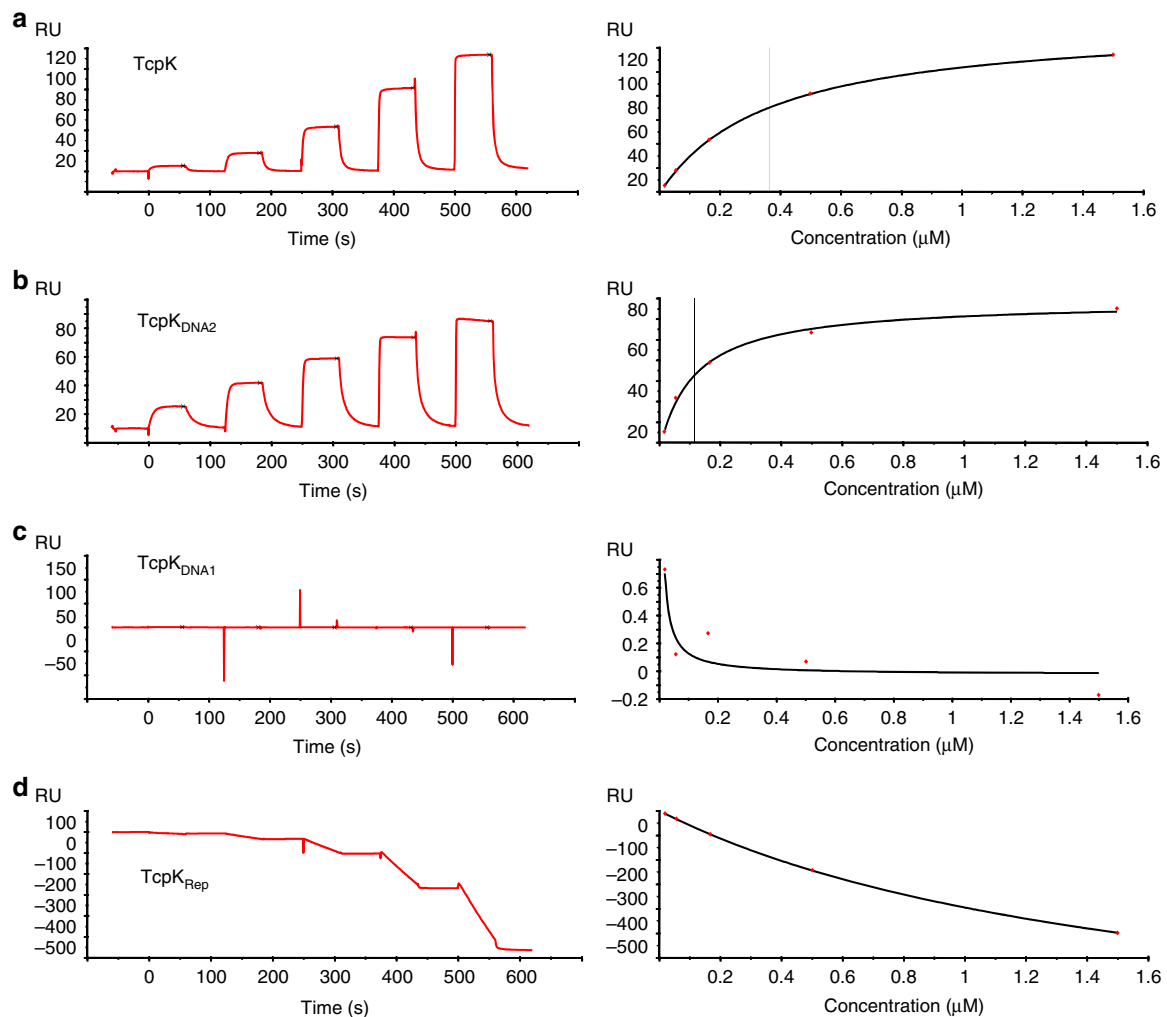 a
RU
120
100
80
60
40
20
TcpK
0 100 200 300 400 500 600
Time (s)
RU
120
100
80
60
40
20
0.2 0.4 0.6 0.8 1 1.2 1.4 1.6
Concentration (μM)
b
RU
80
60
40
20
TcpKDNA2
0 100 200 300 400 500 600
Time (s)
RU
80
60
40
20
0.2 0.4 0.6 0.8 1 1.2 1.4 1.6
Concentration (μM)
c
RU
150
100
50
0
−50
TcpKDNA1
0 100 200 300 400 500 600
Time (s)
RU
0.6
0.4
0.2
0
−0.2
0.2 0.4 0.6 0.8 1 1.2 1.4 1.6
Concentration (μM)
d
RU
100
0
−100
−200
−300
−400
−500
TcpKRep
0 100 200 300 400 500 600
Time (s)
RU
0
−100
−200
−300
−400
−500
0.2 0.4 0.6 0.8 1 1.2 1.4 1.6
Concentration (μM)